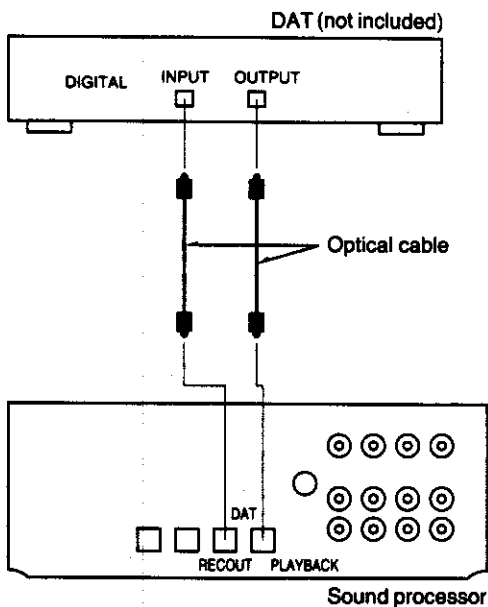 DAT (not included)
DIGITAL INPUT OUTPUT
Optical cable
DAT
RECOUT PLAYBACK
Sound processor